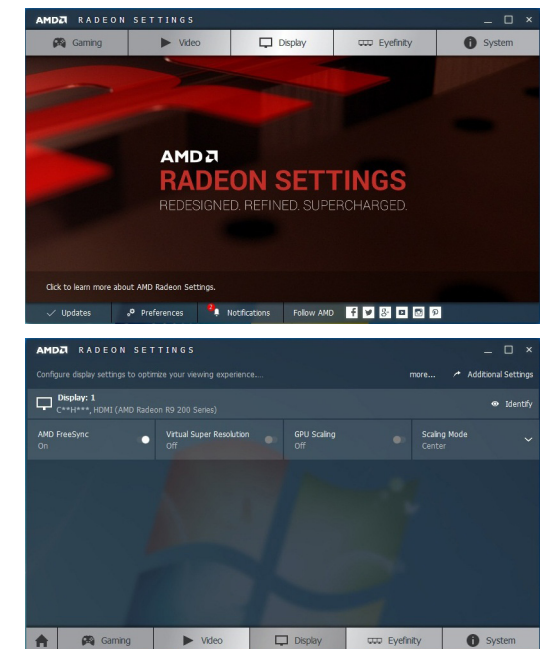 AMD RADEON SETTINGS
Gaming Video Display Eyefinity System
AMD
RADEON SETTINGS
REDESIGNED. REFINED. SUPERCHARGED.
Click to learn more about AMD Radeon Settings.
Updates Preferences 2 Notifications Follow AMD
AMD RADEON SETTINGS
Configure display settings to optimize your viewing experience.... more... Additional Settings
Display: 1
C**H***, HDMI (AMD Radeon R9 200 Series) Identify
AMD FreeSync Virtual Super Resolution GPU Scaling Scaling Mode
On Off Off Center
Gaming Video Display Eyefinity System